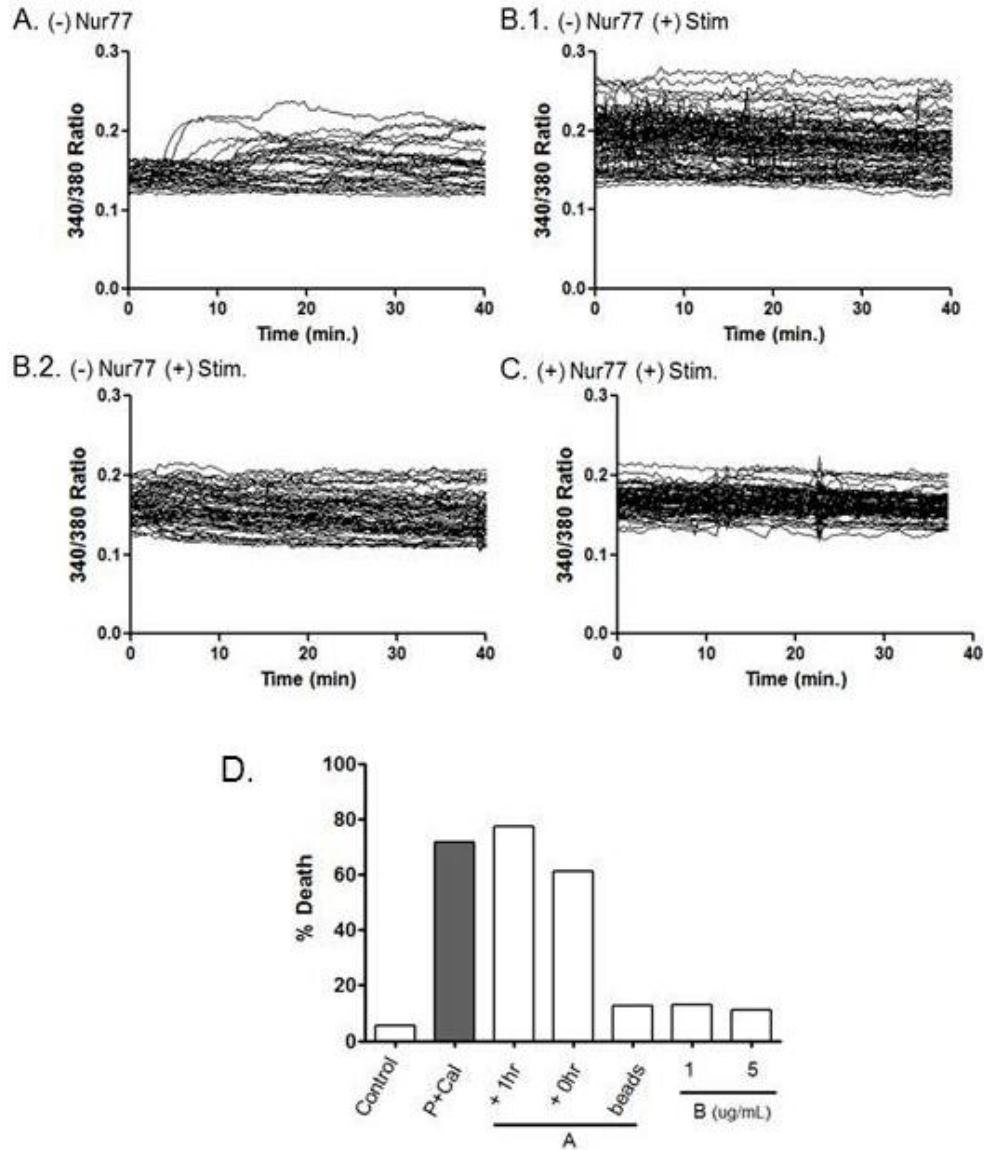 A. (-) Nur77
0.3
0.2
0.1
0.0
340/380 Ratio
0 10 20 30 40
Time (min.)
B.1. (-) Nur77 (+) Stim
0.3
0.2
0.1
0.0
340/380 Ratio
0 10 20 30 40
Time (min.)
B.2. (-) Nur77 (+) Stim.
0.3
0.2
0.1
0.0
340/380 Ratio
0 10 20 30 40
Time (min)
C. (+) Nur77 (+) Stim.
0.3
0.2
0.1
0.0
340/380 Ratio
0 10 20 30 40
Time (min.)
D.
100
80
60
40
20
0
% Death
Control P+Cal + 1hr + 0hr beads 1 5
A
B (ug/mL)